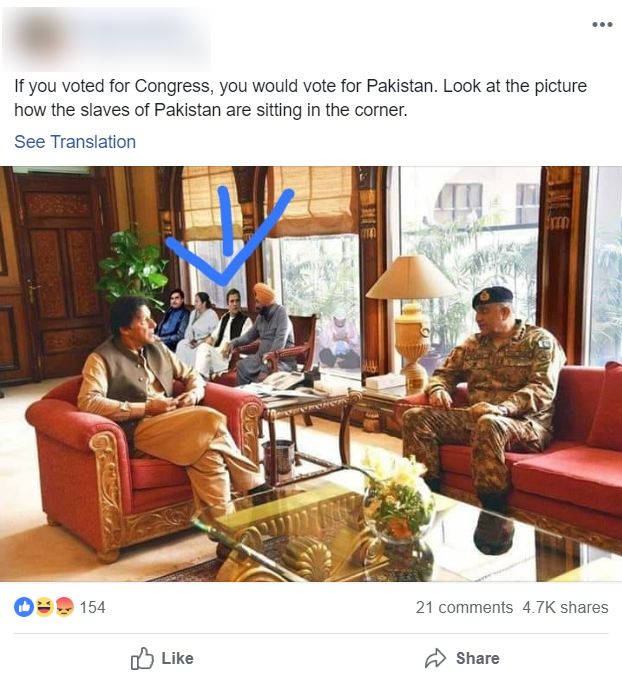 If you voted for Congress, you would vote for Pakistan. Look at the picture
how the slaves of Pakistan are sitting in the corner.
See Translation
154
21 comments 4.7K shares
Like
Share